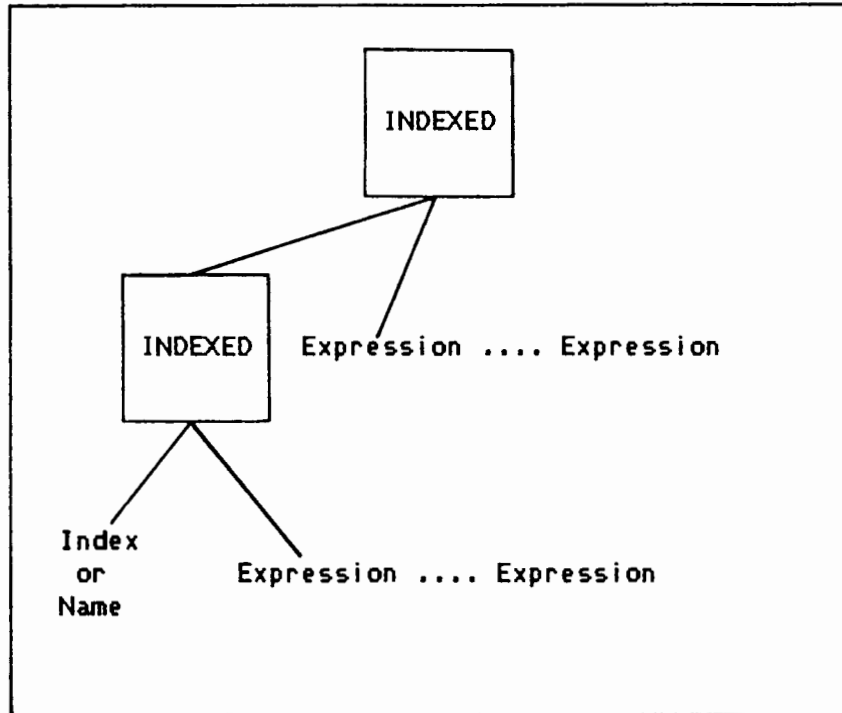 INDEXED
INDEXED
Expression .... Expression
Index
or
Name
Expression .... Expression